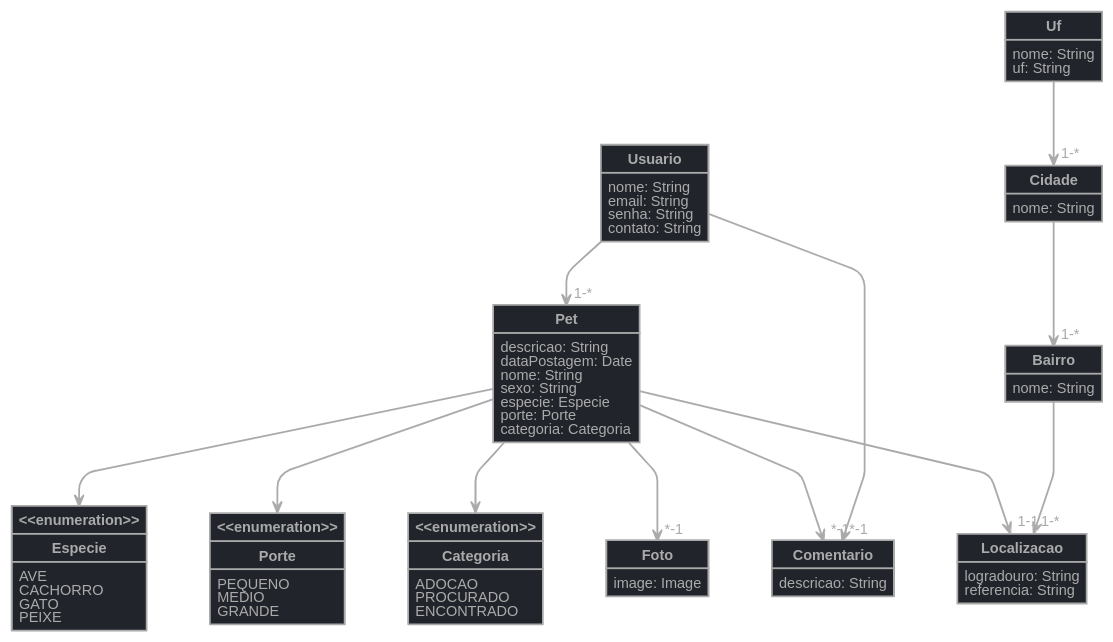 Uf
nome: String
uf: String
1-*
Usuario
nome: String
email: String
senha: String
contato: String
Cidade
nome: String
1-*
1-*
Pet
descricao: String
dataPostagem: Date
nome: String
sexo: String
especie: Especie
porte: Porte
categoria: Categoria
Bairro
nome: String
<<enumeration>>
Especie
AVE
CACHORRO
GATO
PEIXE
<<enumeration>>
Porte
PEQUENO
MEDIO
GRANDE
<<enumeration>>
Categoria
ADOCAO
PROCURADO
ENCONTRADO
*-1
Foto
image: Image
*-1
*-1
Comentario
descricao: String
1-1
1-*
Localizacao
logradouro: String
referencia: String